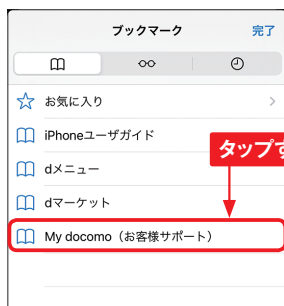 ブックマーク 完了
お気に入り
iPhoneユーザガイド
タップす
dメニュー
dマーケット
My docomo（お客様サポート）